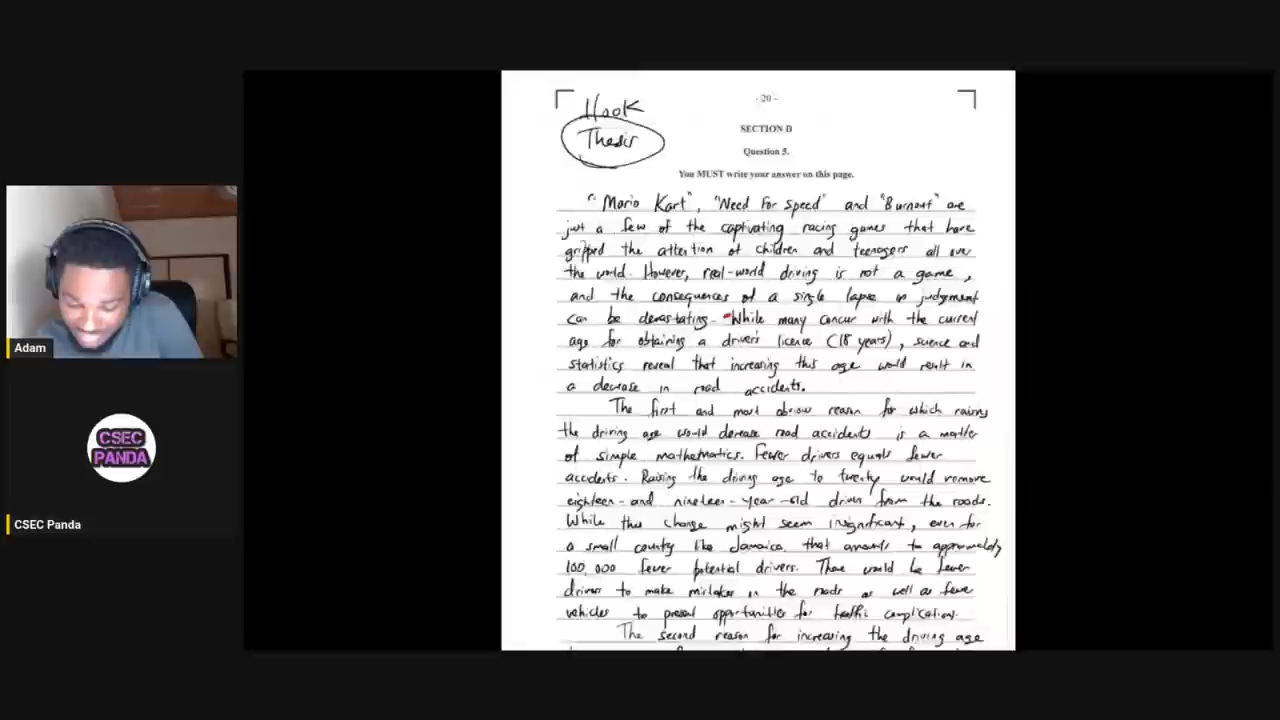 Hook
Thesis
- 20 -
SECTION D
Question 5.
You MUST write your answer on this page.
"Mario Kart", "Need For Speed" and "Burnout" are
just a few of the captivating racing games that have
gripped the attention of children and teenagers all over
the world. However, real-world driving is not a game,
and the consequences of a single lapse in judgement
can be devastating. While many concur with the current
age for obtaining a driver's licence (18 years), science and
statistics reveal that increasing this age would result in
a decrease in road accidents.
The first and most obvious reason for which raising
the driving age would decrease road accidents is a matter
of simple mathematics. Fewer drivers equals fewer
accidents. Raising the driving age to twenty would remove
eighteen- and nineteen-year-old drivers from the roads.
While this change might seem insignificant, even for
a small country like Jamaica, that amounts to approximately
100,000 fewer potential drivers. There would be fewer
drivers to make mistakes in the roads as well as fewer
vehicles to present opportunities for traffic complications.
The second reason for increasing the driving age
Adam
CSEC
PANDA
CSEC Panda